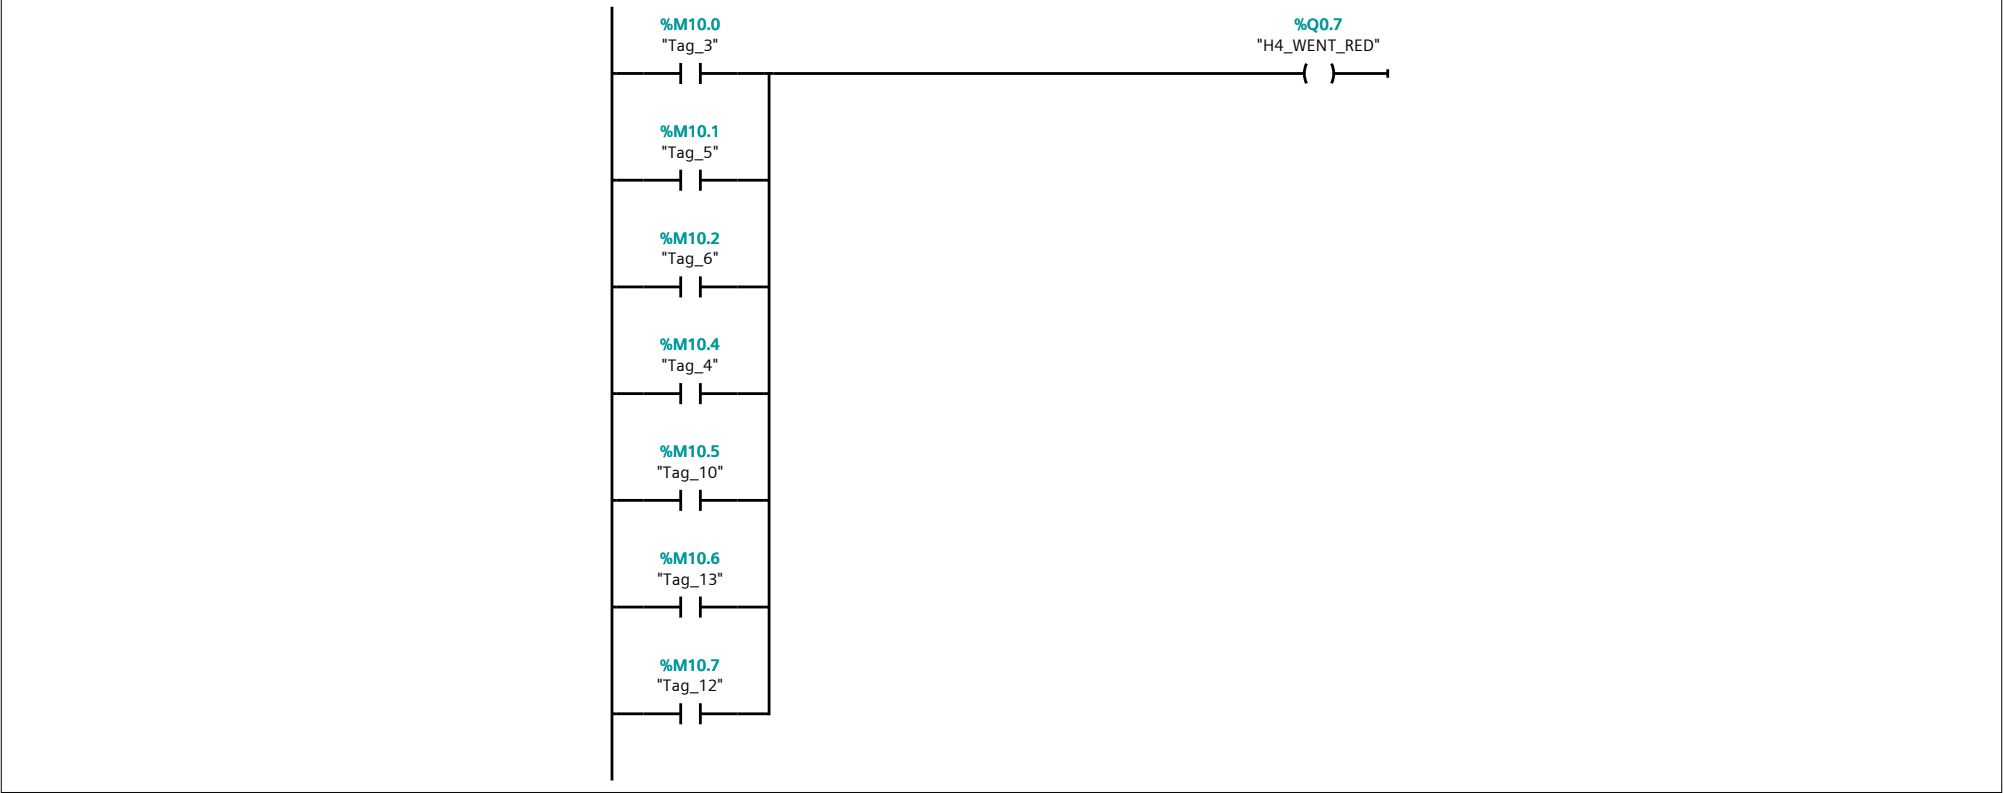 %M10.0
"Tag_3"
%Q0.7
"H4_WENT_RED"
%M10.1
"Tag_5"
%M10.2
"Tag_6"
%M10.4
"Tag_4"
%M10.5
"Tag_10"
%M10.6
"Tag_13"
%M10.7
"Tag_12"